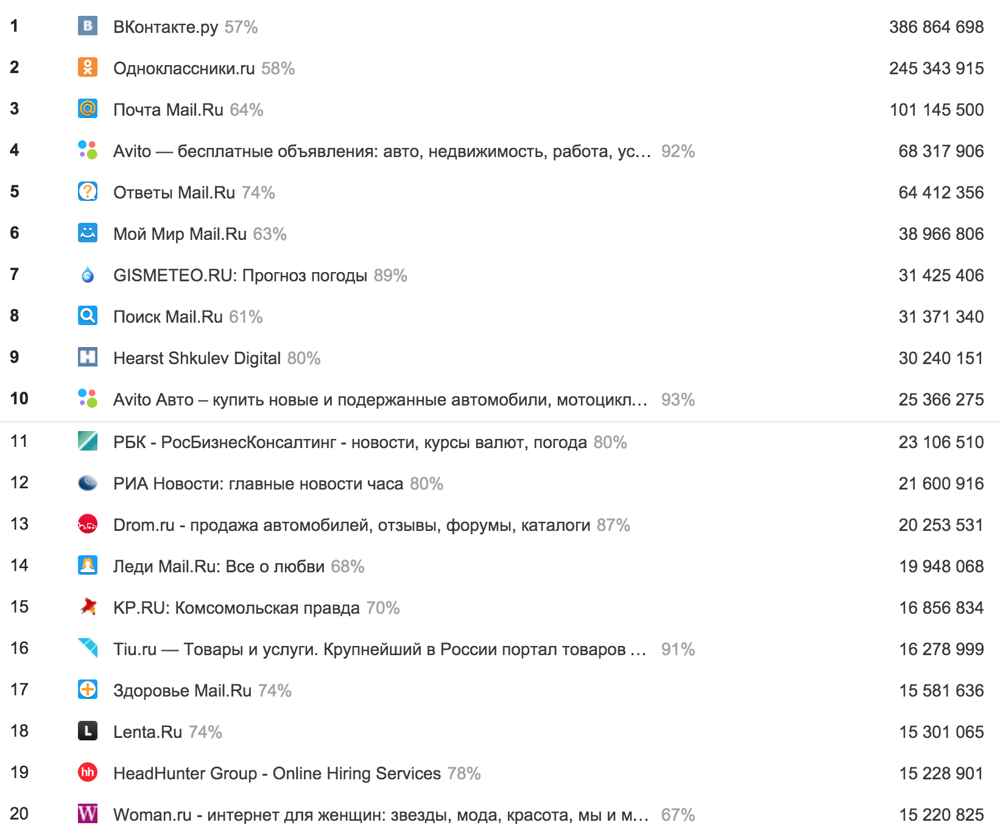 1 B ВКонтакте.ру 57% 386 864 698
2 Одноклассники.ru 58% 245 343 915
3 @ Почта Mail.Ru 64% 101 145 500
4 Avito — бесплатные объявления: авто, недвижимость, работа, ус... 92% 68 317 906
5 ? Ответы Mail.Ru 74% 64 412 356
6 Мой Мир Mail.Ru 63% 38 966 806
7 GISMETEO.RU: Прогноз погоды 89% 31 425 406
8 Поиск Mail.Ru 61% 31 371 340
9 H Hearst Shkulev Digital 80% 30 240 151
10 Avito Авто – купить новые и подержанные автомобили, мотоцикл... 93% 25 366 275
11 РБК - РосБизнесКонсалтинг - новости, курсы валют, погода 80% 23 106 510
12 РИА Новости: главные новости часа 80% 21 600 916
13 Drom.ru - продажа автомобилей, отзывы, форумы, каталоги 87% 20 253 531
14 Леди Mail.Ru: Все о любви 68% 19 948 068
15 KP.RU: Комсомольская правда 70% 16 856 834
16 Tiu.ru — Товары и услуги. Крупнейший в России портал товаров ... 91% 16 278 999
17 Здоровье Mail.Ru 74% 15 581 636
18 L Lenta.Ru 74% 15 301 065
19 hh HeadHunter Group - Online Hiring Services 78% 15 228 901
20 W Woman.ru - интернет для женщин: звезды, мода, красота, мы и м... 67% 15 220 825